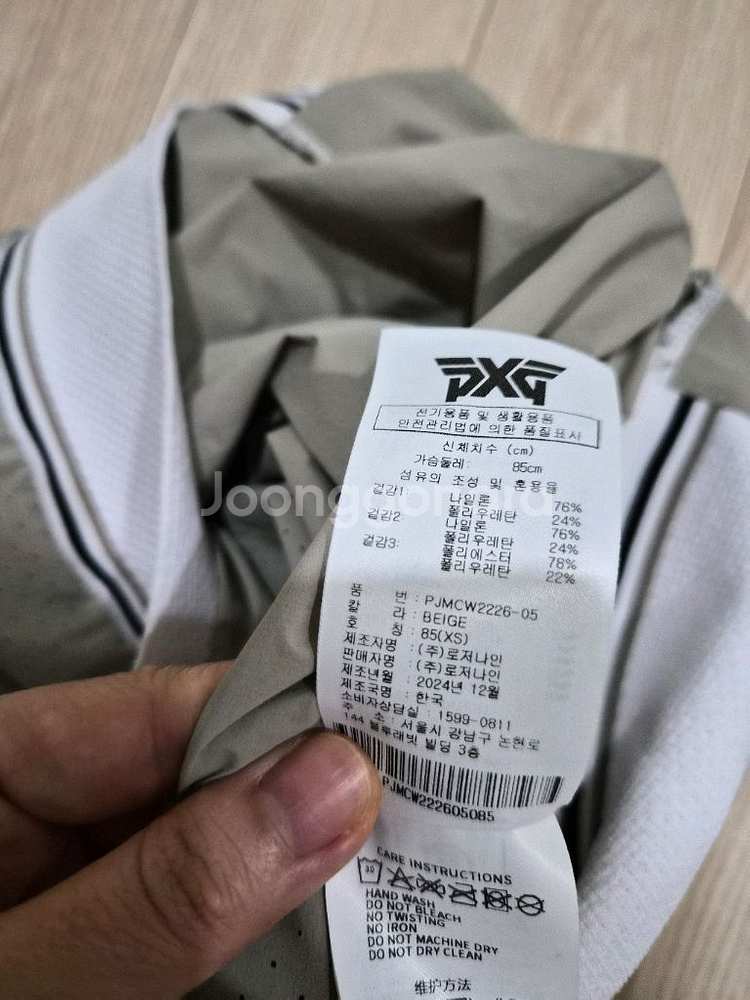 PXG
전기용품 및 생활용품
안전관리법에 의한 품질표시
신체치수 (cm)
가슴둘레: 85cm
섬유의 조성 및 혼용율
겉감1: 나일론 76%
폴리우레탄 24%
겉감2: 나일론 76%
폴리우레탄 24%
겉감3: 폴리에스터 78%
폴리우레탄 22%
품 번 : PJMCW2226-05
칼 라 : BEIGE
호 칭 : 85(XS)
제조자명 : (주)로저나인
판매자명 : (주)로저나인
제조년월 : 2024년 12월
제조국명 : 한국
소비자상담실 : 1599-0811
주 소 : 서울시 강남구 논현로
144 블루래빗 빌딩 3층
PJMCW222605085
CARE INSTRUCTIONS
30
HAND WASH
DO NOT BLEACH
NO TWISTING
NO IRON
DO NOT MACHINE DRY
DO NOT DRY CLEAN
维护方法
Joonggonara